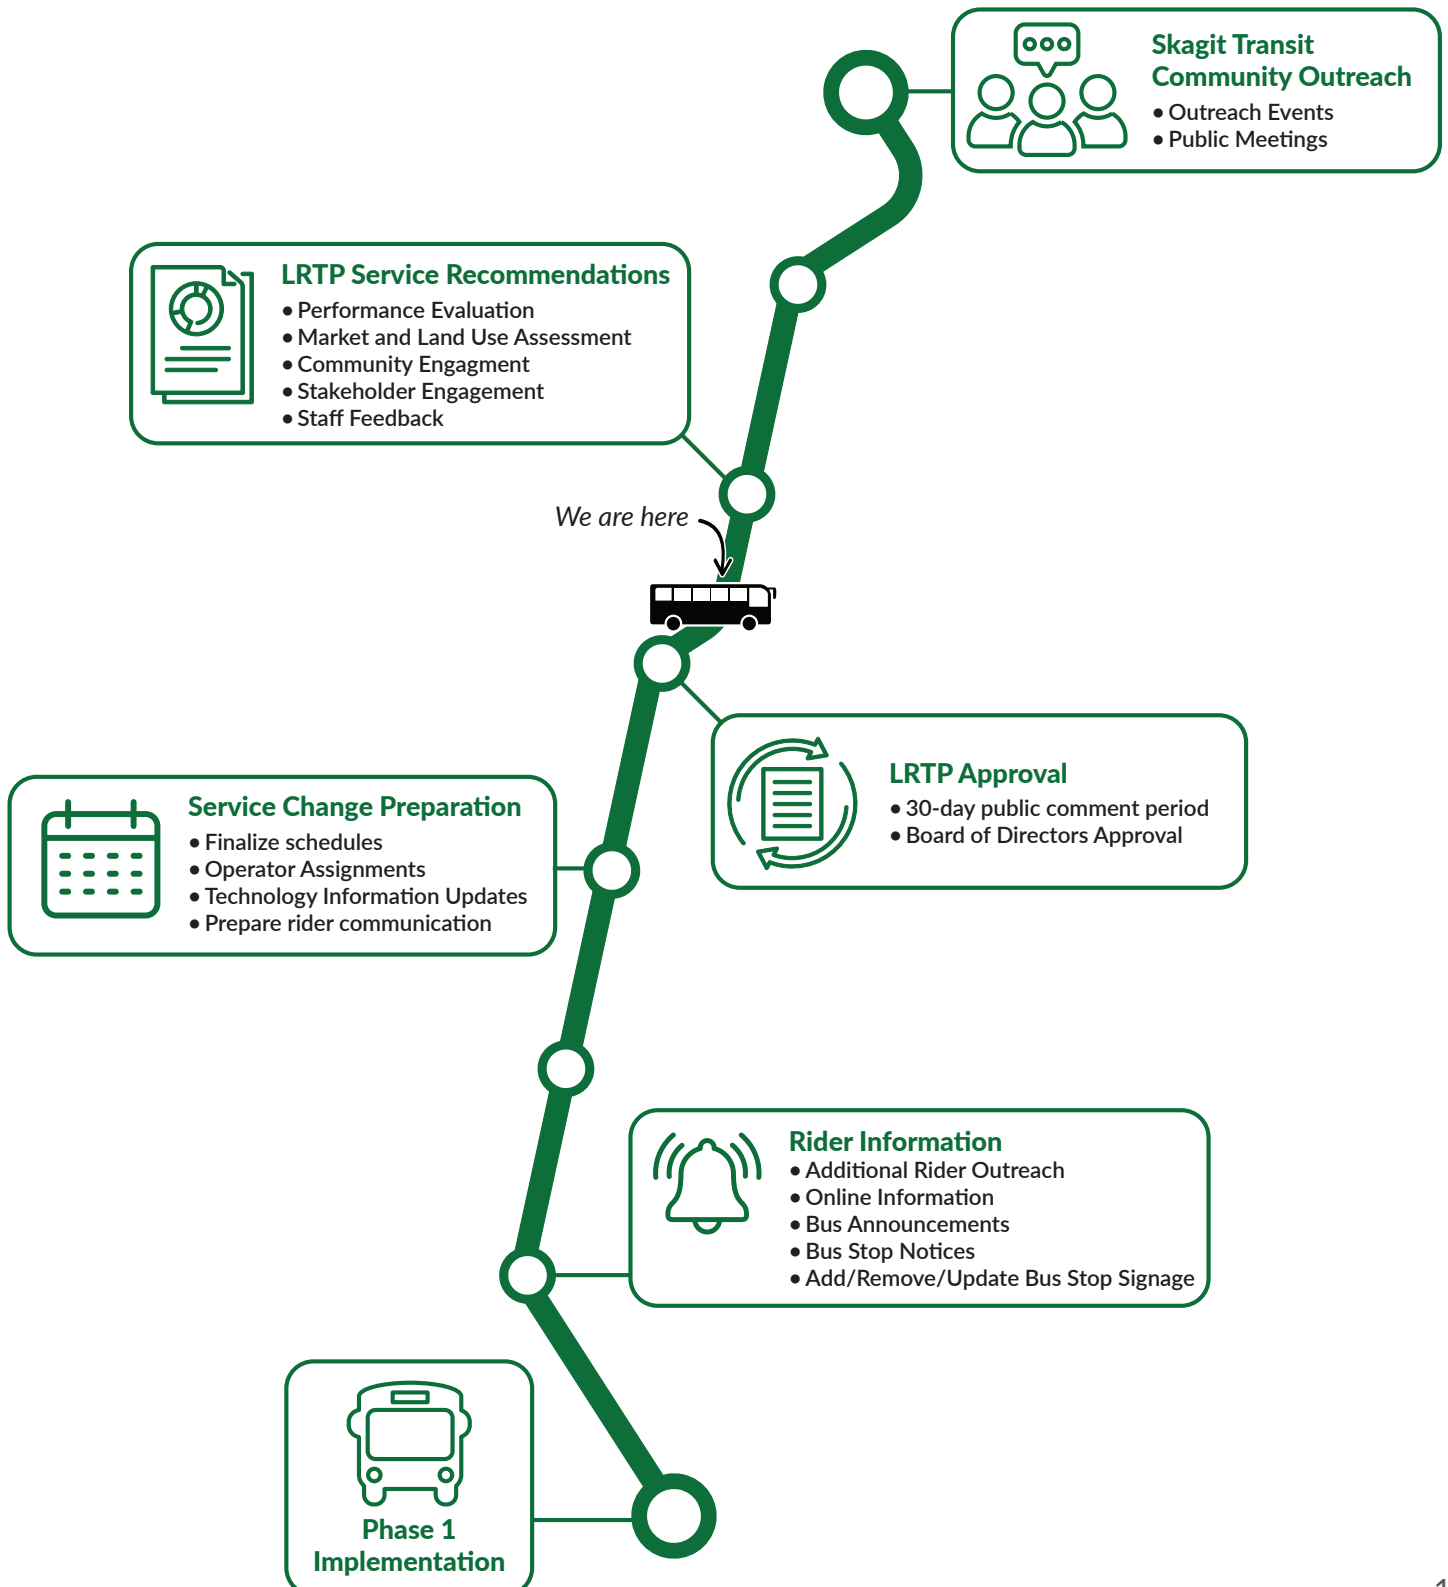 Skagit Transit
Community Outreach
• Outreach Events
• Public Meetings
LRTP Service Recommendations
• Performance Evaluation
• Market and Land Use Assessment
• Community Engagment
• Stakeholder Engagement
• Staff Feedback
We are here
LRTP Approval
• 30-day public comment period
• Board of Directors Approval
Service Change Preparation
• Finalize schedules
• Operator Assignments
• Technology Information Updates
• Prepare rider communication
Rider Information
• Additional Rider Outreach
• Online Information
• Bus Announcements
• Bus Stop Notices
• Add/Remove/Update Bus Stop Signage
Phase 1
Implementation